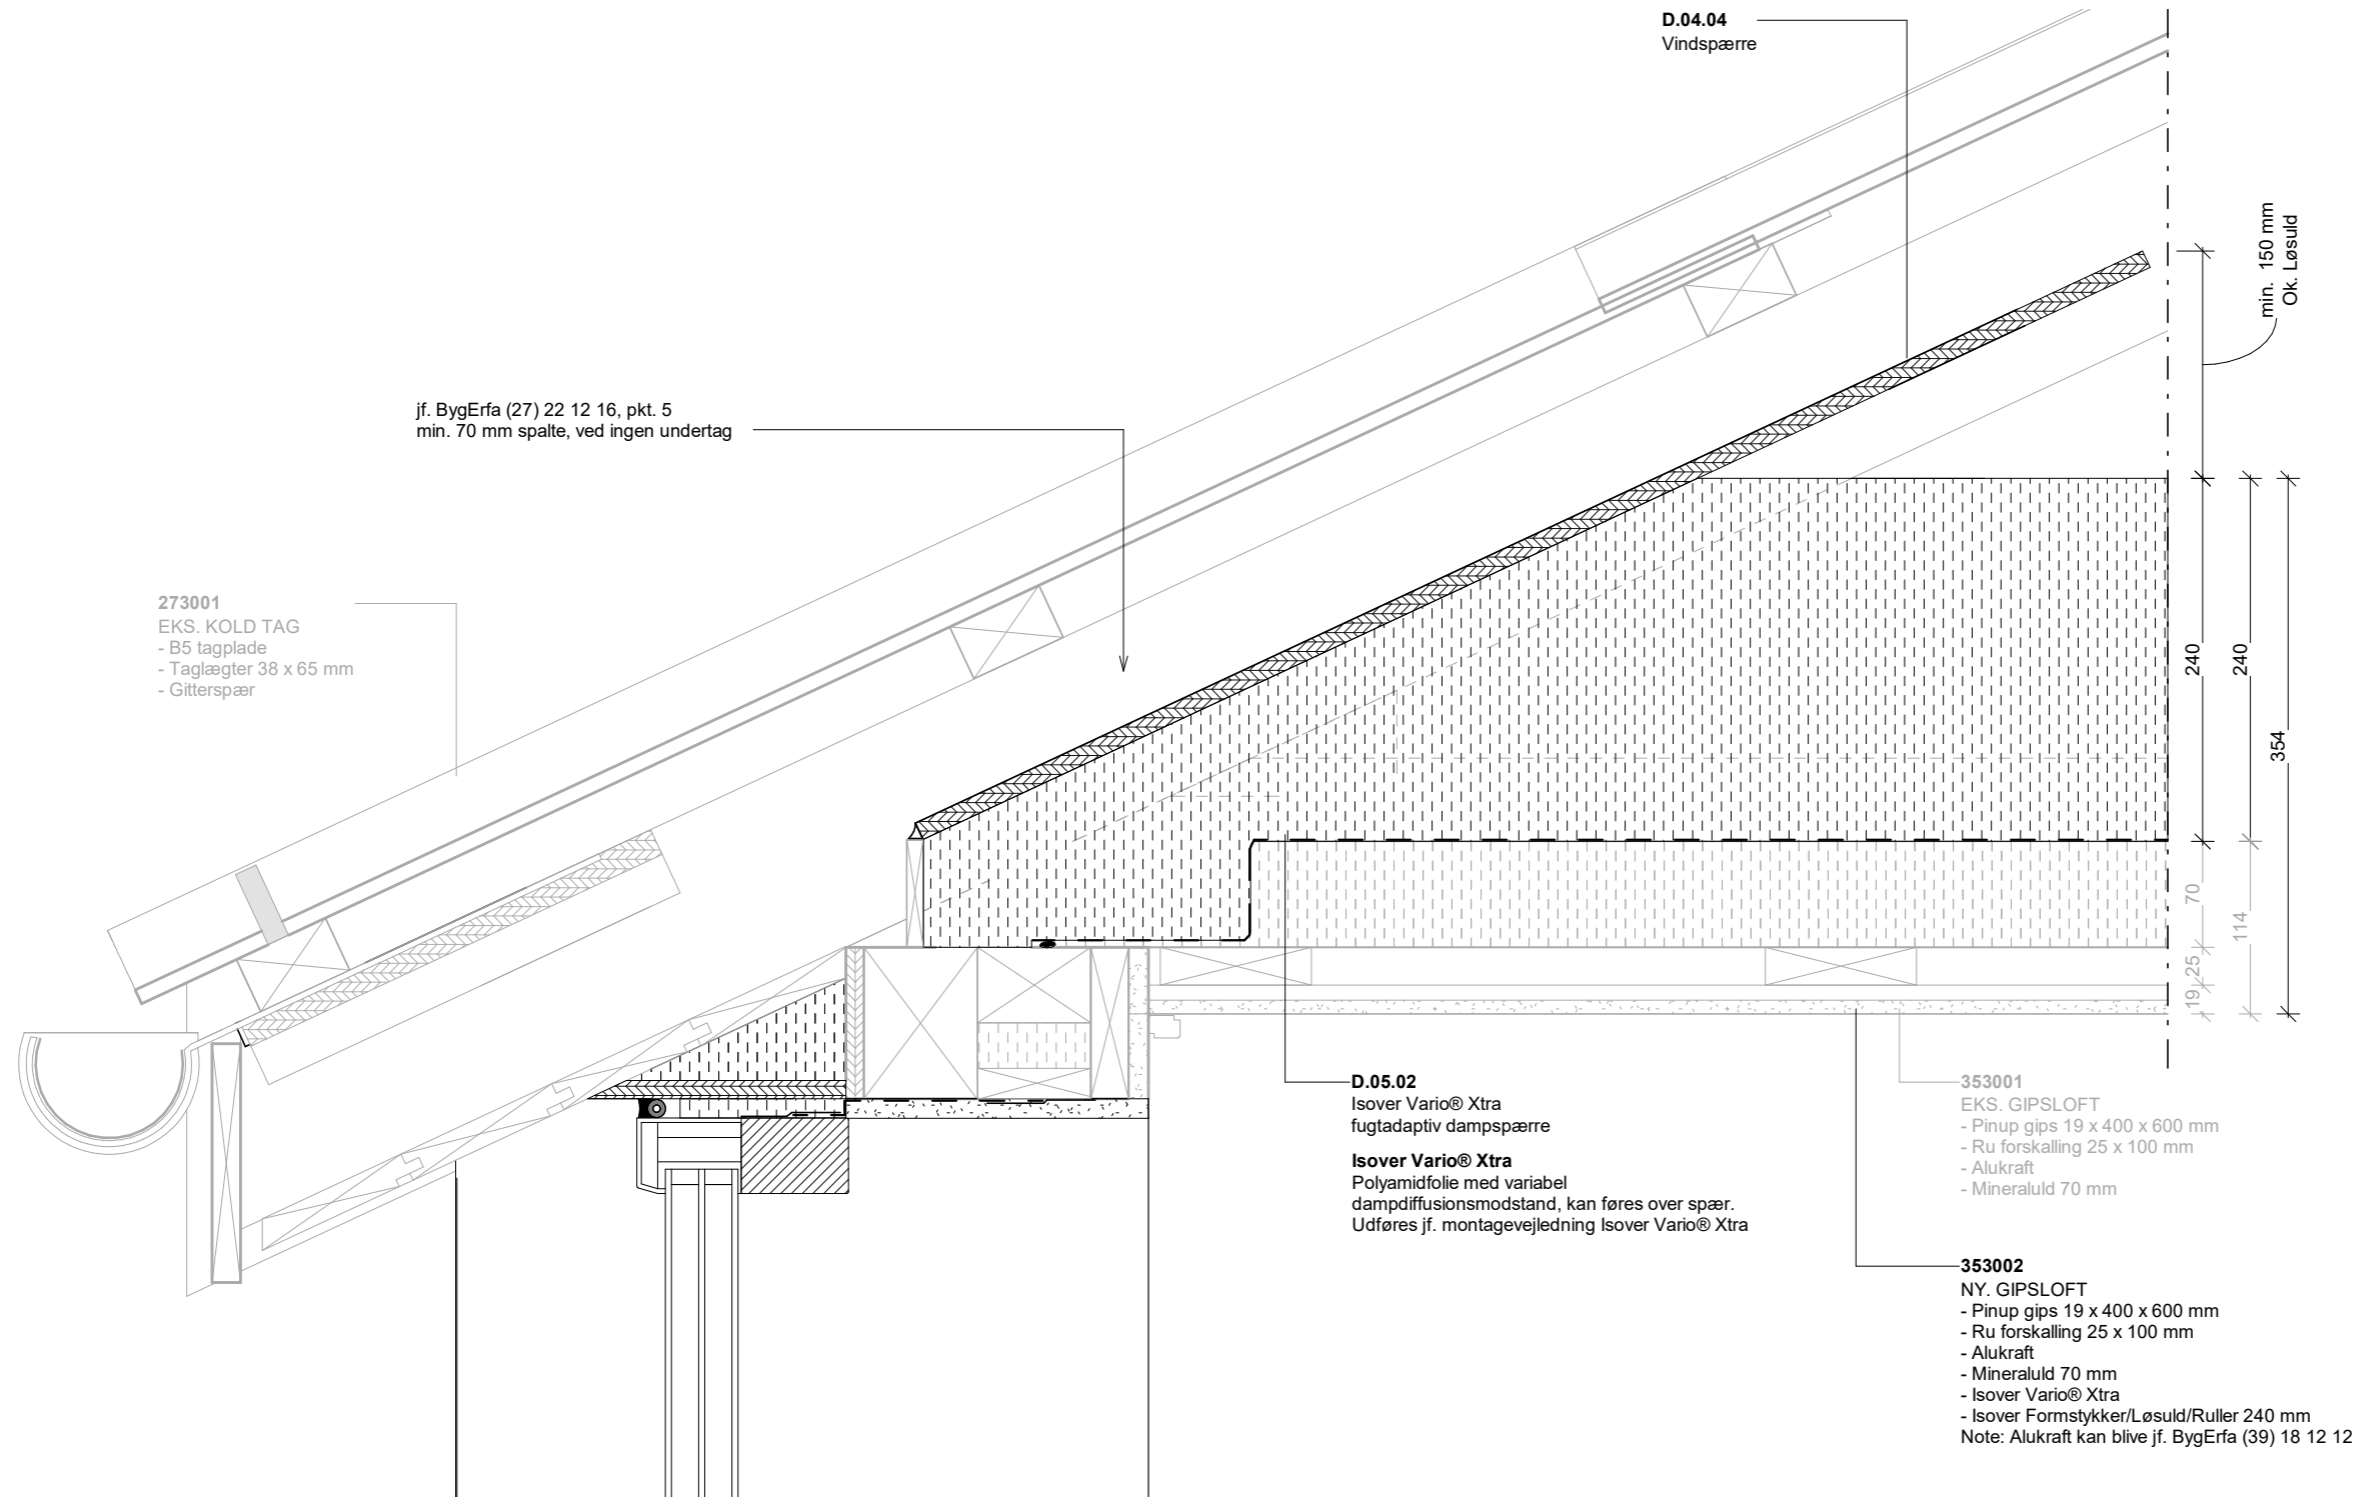 D.04.04
Vindspærre
min. 150 mm
Ok. Løsuld
jf. BygErfa (27) 22 12 16, pkt. 5
min. 70 mm spalte, ved ingen undertag
273001
EKS. KOLD TAG
- B5 tagplade
- Taglægter 38 x 65 mm
- Gitterspær
240
240
354
70
114
25
19
D.05.02
Isover Vario® Xtra
fugtadaptiv dampspærre
Isover Vario® Xtra
Polyamidfolie med variabel
dampdiffusionsmodstand, kan føres over spær.
Udføres jf. montagevejledning Isover Vario® Xtra
353001
EKS. GIPSLOFT
- Pinup gips 19 x 400 x 600 mm
- Ru forskalling 25 x 100 mm
- Alukraft
- Mineraluld 70 mm
353002
NY. GIPSLOFT
- Pinup gips 19 x 400 x 600 mm
- Ru forskalling 25 x 100 mm
- Alukraft
- Mineraluld 70 mm
- Isover Vario® Xtra
- Isover Formstykker/Løsuld/Ruller 240 mm
Note: Alukraft kan blive jf. BygErfa (39) 18 12 12